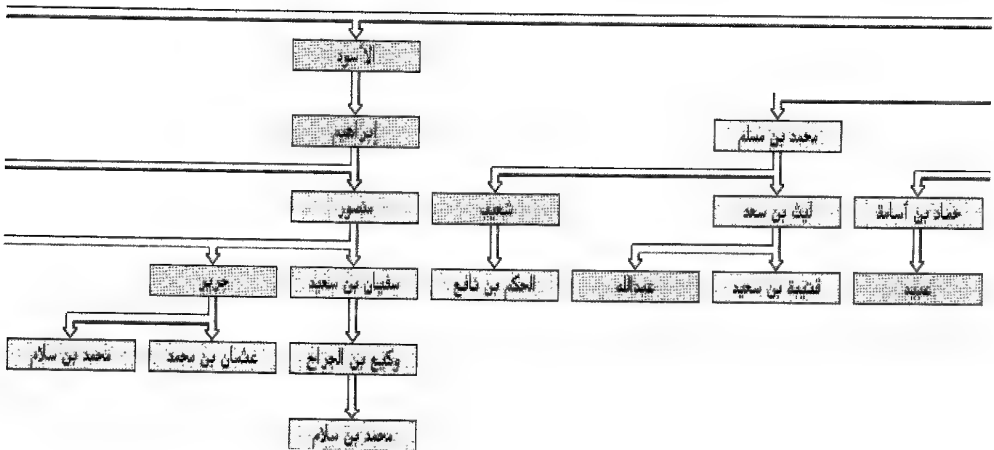 الأسود
إبراهيم
محمد بن مسلم
حماد بن أسامة
ليث بن سعد
شعيب
منصور
عبيد
قتيبة بن سعيد
عبدالله
الحكم بن نافع
سفيان بن سعيد
جرير
وكيع بن الجراح
عثمان بن محمد
محمد بن سلام
محمد بن سلام